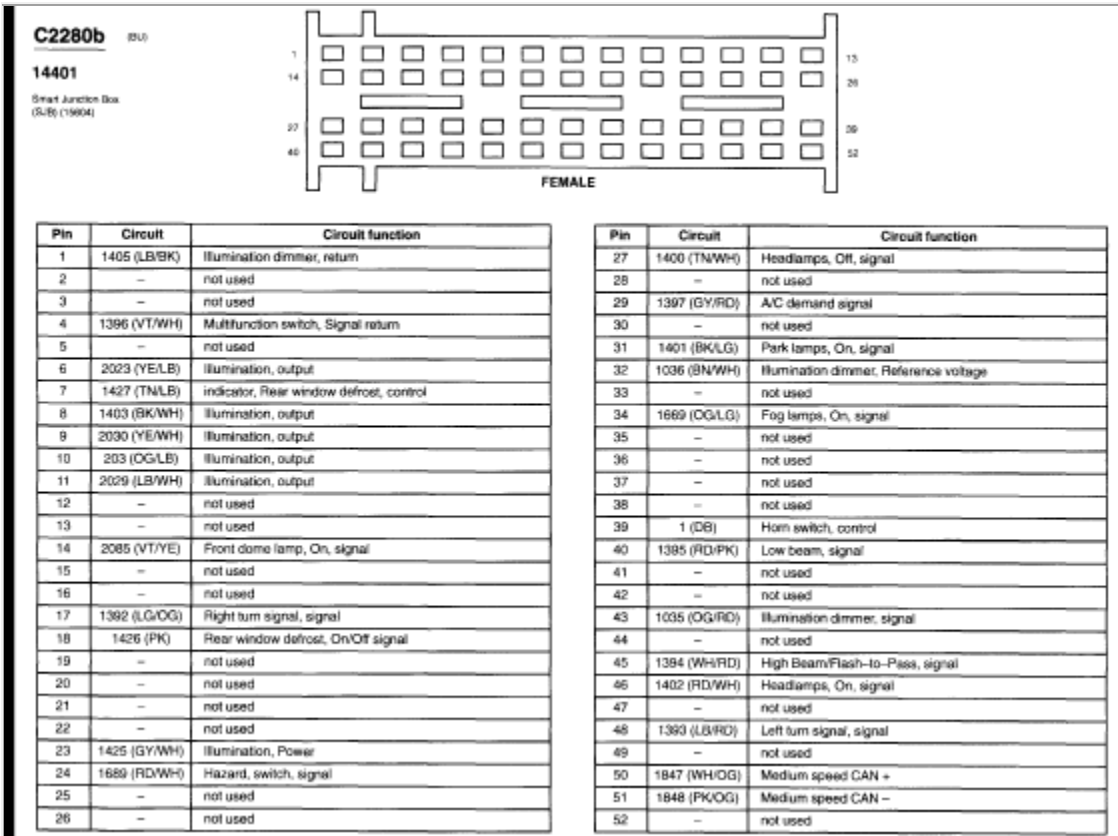 C2280b (BU)
14401
Smart Junction Box
(SJB) (15604)
1 13
14 26
27 39
40 52
FEMALE
Pin Circuit Circuit function
1 1405 (LB/BK) Illumination dimmer, return
2 – not used
3 – not used
4 1396 (VT/WH) Multifunction switch, Signal return
5 – not used
6 2023 (YE/LB) Illumination, output
7 1427 (TN/LB) indicator, Rear window defrost, control
8 1403 (BK/WH) Illumination, output
9 2030 (YE/WH) Illumination, output
10 203 (OG/LB) Illumination, output
11 2029 (LB/WH) Illumination, output
12 – not used
13 – not used
14 2085 (VT/YE) Front dome lamp, On, signal
15 – not used
16 – not used
17 1392 (LG/OG) Right turn signal, signal
18 1426 (PK) Rear window defrost, On/Off signal
19 – not used
20 – not used
21 – not used
22 – not used
23 1425 (GY/WH) Illumination, Power
24 1689 (RD/WH) Hazard, switch, signal
25 – not used
26 – not used
Pin Circuit Circuit function
27 1400 (TN/WH) Headlamps, Off, signal
28 – not used
29 1397 (GY/RD) A/C demand signal
30 – not used
31 1401 (BK/LG) Park lamps, On, signal
32 1036 (BN/WH) Illumination dimmer, Reference voltage
33 – not used
34 1669 (OG/LG) Fog lamps, On, signal
35 – not used
36 – not used
37 – not used
38 – not used
39 1 (DB) Horn switch, control
40 1395 (RD/PK) Low beam, signal
41 – not used
42 – not used
43 1035 (OG/RD) Illumination dimmer, signal
44 – not used
45 1394 (WH/RD) High Beam/Flash–to–Pass, signal
46 1402 (RD/WH) Headlamps, On, signal
47 – not used
48 1393 (LB/RD) Left turn signal, signal
49 – not used
50 1847 (WH/OG) Medium speed CAN +
51 1848 (PK/OG) Medium speed CAN –
52 – not used